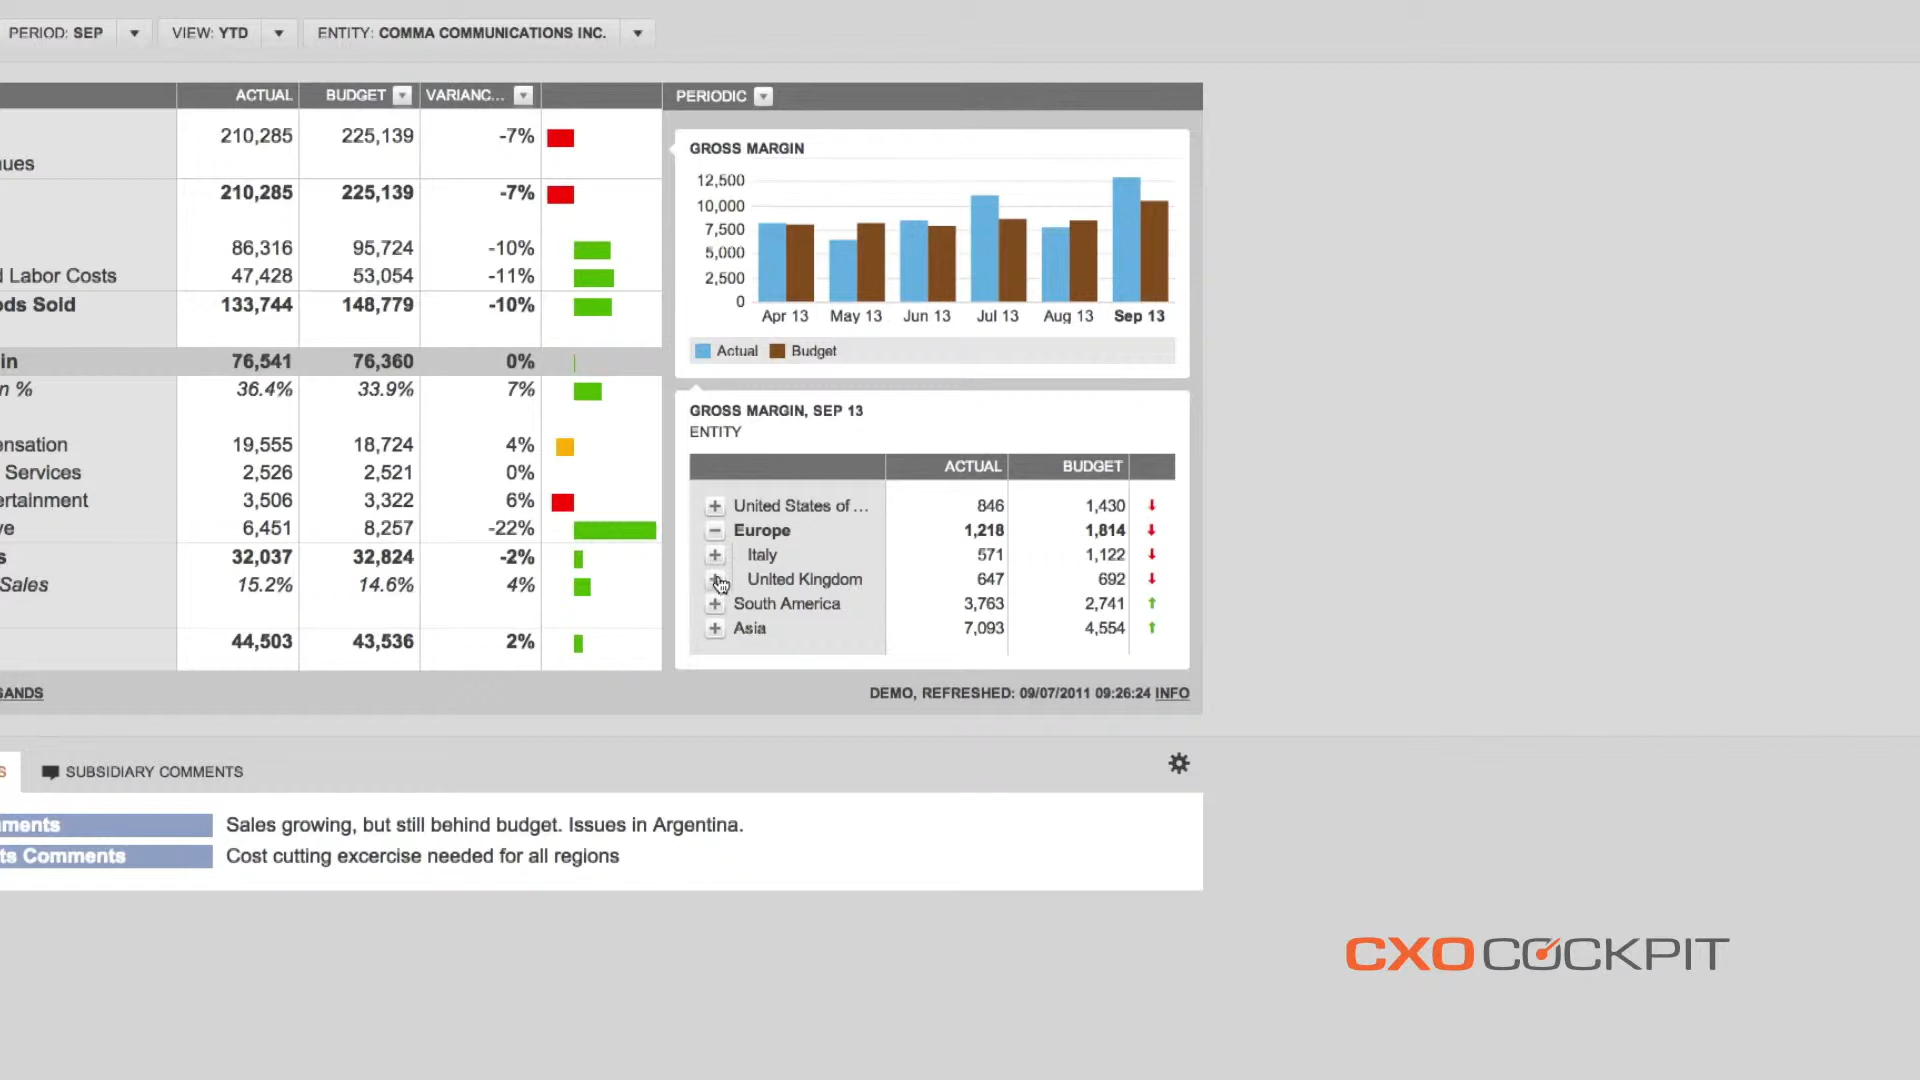 PERIOD: SEP VIEW: YTD ENTITY: COMMA COMMUNICATIONS INC.
ACTUAL BUDGET VARIANC...
210,285 225,139 -7%
nues
210,285 225,139 -7%
86,316 95,724 -10%
d Labor Costs 47,428 53,054 -11%
ods Sold 133,744 148,779 -10%
in 76,541 76,360 0%
n % 36.4% 33.9% 7%
ensation 19,555 18,724 4%
Services 2,526 2,521 0%
ertainment 3,506 3,322 6%
ve 6,451 8,257 -22%
s 32,037 32,824 -2%
Sales 15.2% 14.6% 4%
44,503 43,536 2%
SANDS
PERIODIC
GROSS MARGIN
12,500
10,000
7,500
5,000
2,500
0
Apr 13 May 13 Jun 13 Jul 13 Aug 13 Sep 13
Actual Budget
GROSS MARGIN, SEP 13
ENTITY
ACTUAL BUDGET
United States of ... 846 1,430
Europe 1,218 1,814
Italy 571 1,122
United Kingdom 647 692
South America 3,763 2,741
Asia 7,093 4,554
DEMO, REFRESHED: 09/07/2011 09:26:24 INFO
S SUBSIDIARY COMMENTS
mments Sales growing, but still behind budget. Issues in Argentina.
ts Comments Cost cutting excercise needed for all regions
CXO COCKPIT